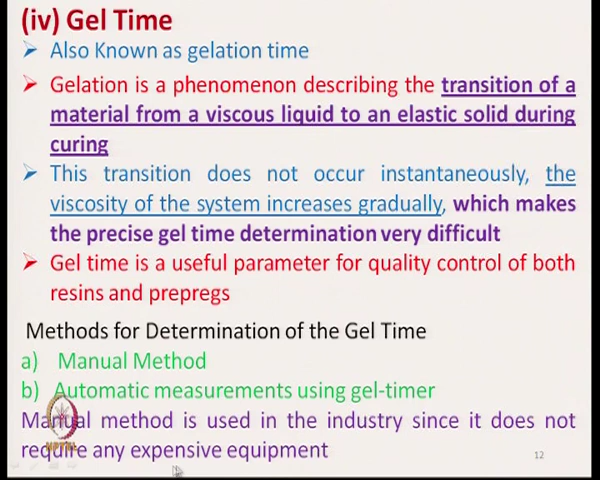 (iv) Gel Time
➢ Also Known as gelation time
➢ Gelation is a phenomenon describing the transition of a
material from a viscous liquid to an elastic solid during
curing
➢ This transition does not occur instantaneously, the
viscosity of the system increases gradually, which makes
the precise gel time determination very difficult
➢ Gel time is a useful parameter for quality control of both
resins and prepregs
Methods for Determination of the Gel Time
a) Manual Method
b) Automatic measurements using gel-timer
Manual method is used in the industry since it does not
require any expensive equipment
NPTEL
12